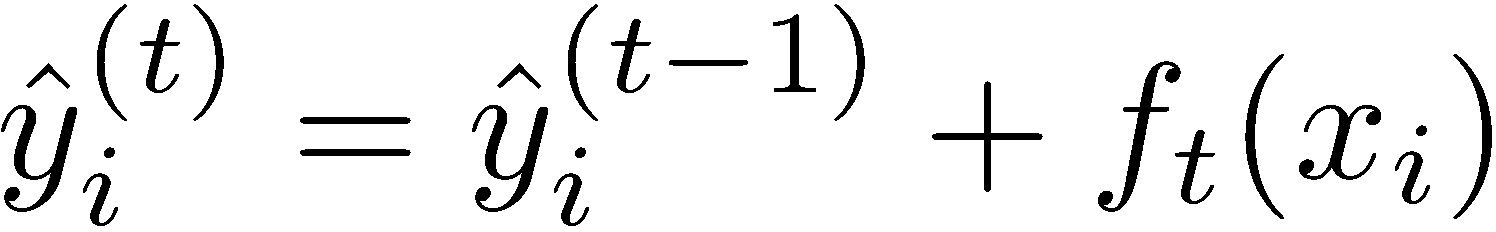 ŷ_i^(t) = ŷ_i^(t−1) + f_t(x_i)